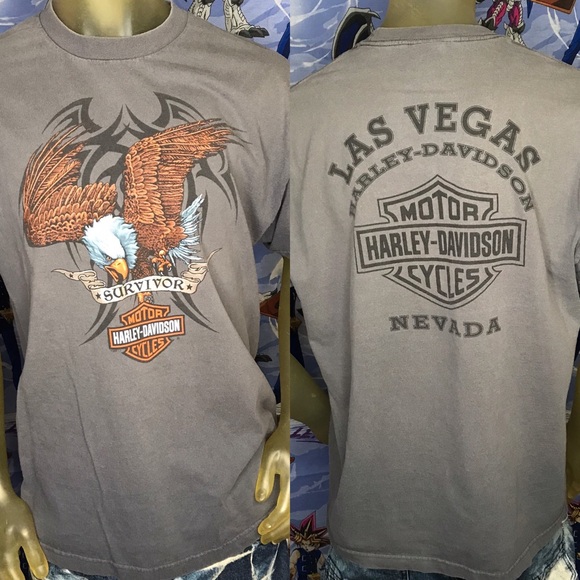 SURVIVOR
MOTOR
HARLEY-DAVIDSON
CYCLES
LAS VEGAS
HARLEY-DAVIDSON
MOTOR
HARLEY-DAVIDSON
CYCLES
NEVADA